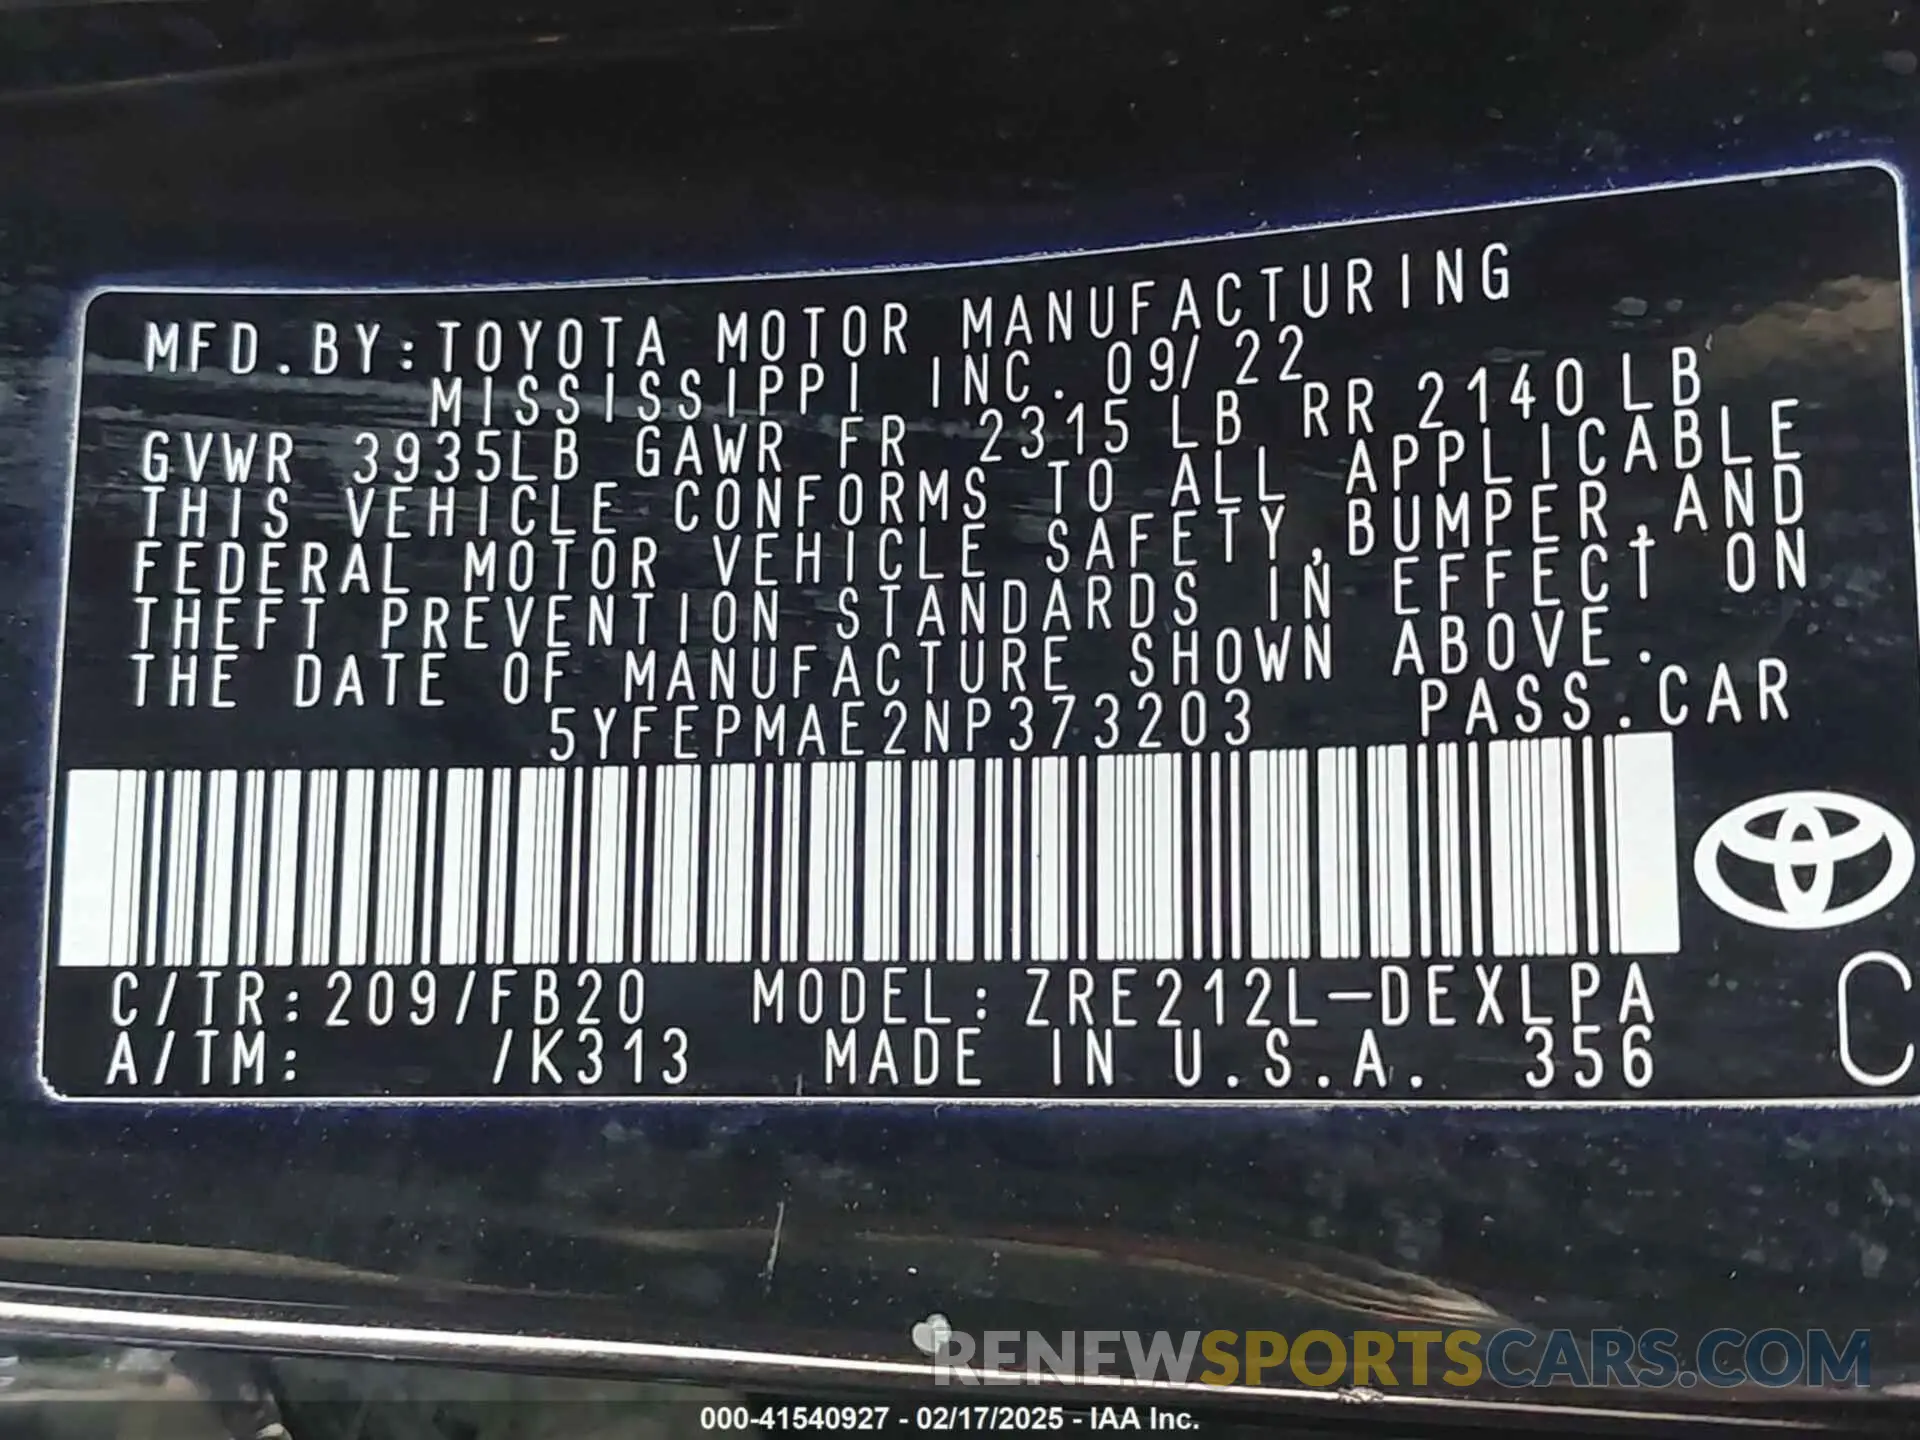 MFD.BY:TOYOTA MOTOR MANUFACTURING
MISSISSIPPI INC. 09/22
GVWR 3935LB GAWR FR 2315 LB RR 2140 LB
THIS VEHICLE CONFORMS TO ALL APPLICABLE
FEDERAL MOTOR VEHICLE SAFETY,BUMPER,AND
THEFT PREVENTION STANDARDS IN EFFECT ON
THE DATE OF MANUFACTURE SHOWN ABOVE.
5YFEPMAE2NP373203 PASS.CAR
C/TR:209/FB20 MODEL:ZRE212L-DEXLPA
A/TM: /K313 MADE IN U.S.A. 356
C
RENEWSPORTSCARS.COM
000-41540927 - 02/17/2025 - IAA Inc.